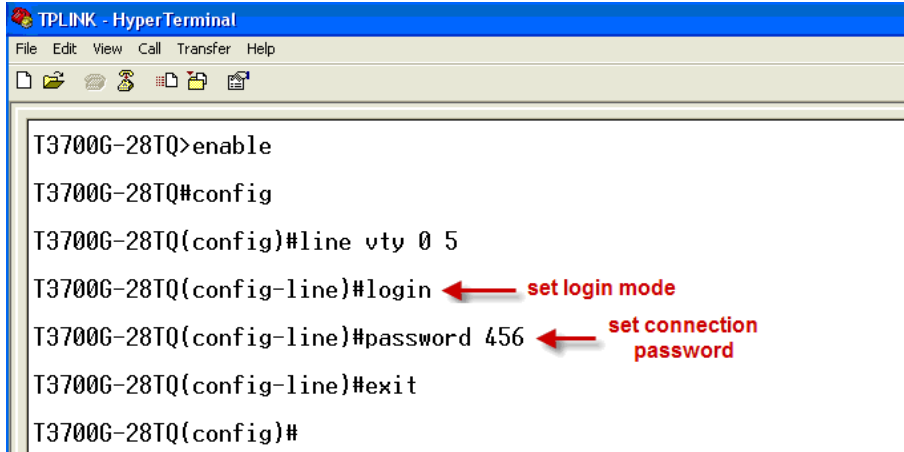 TPLINK - HyperTerminal
File Edit View Call Transfer Help
T3700G-28TQ>enable
T3700G-28TQ#config
T3700G-28TQ(config)#line vty 0 5
T3700G-28TQ(config-line)#login set login mode
T3700G-28TQ(config-line)#password 456 set connection
password
T3700G-28TQ(config-line)#exit
T3700G-28TQ(config)#